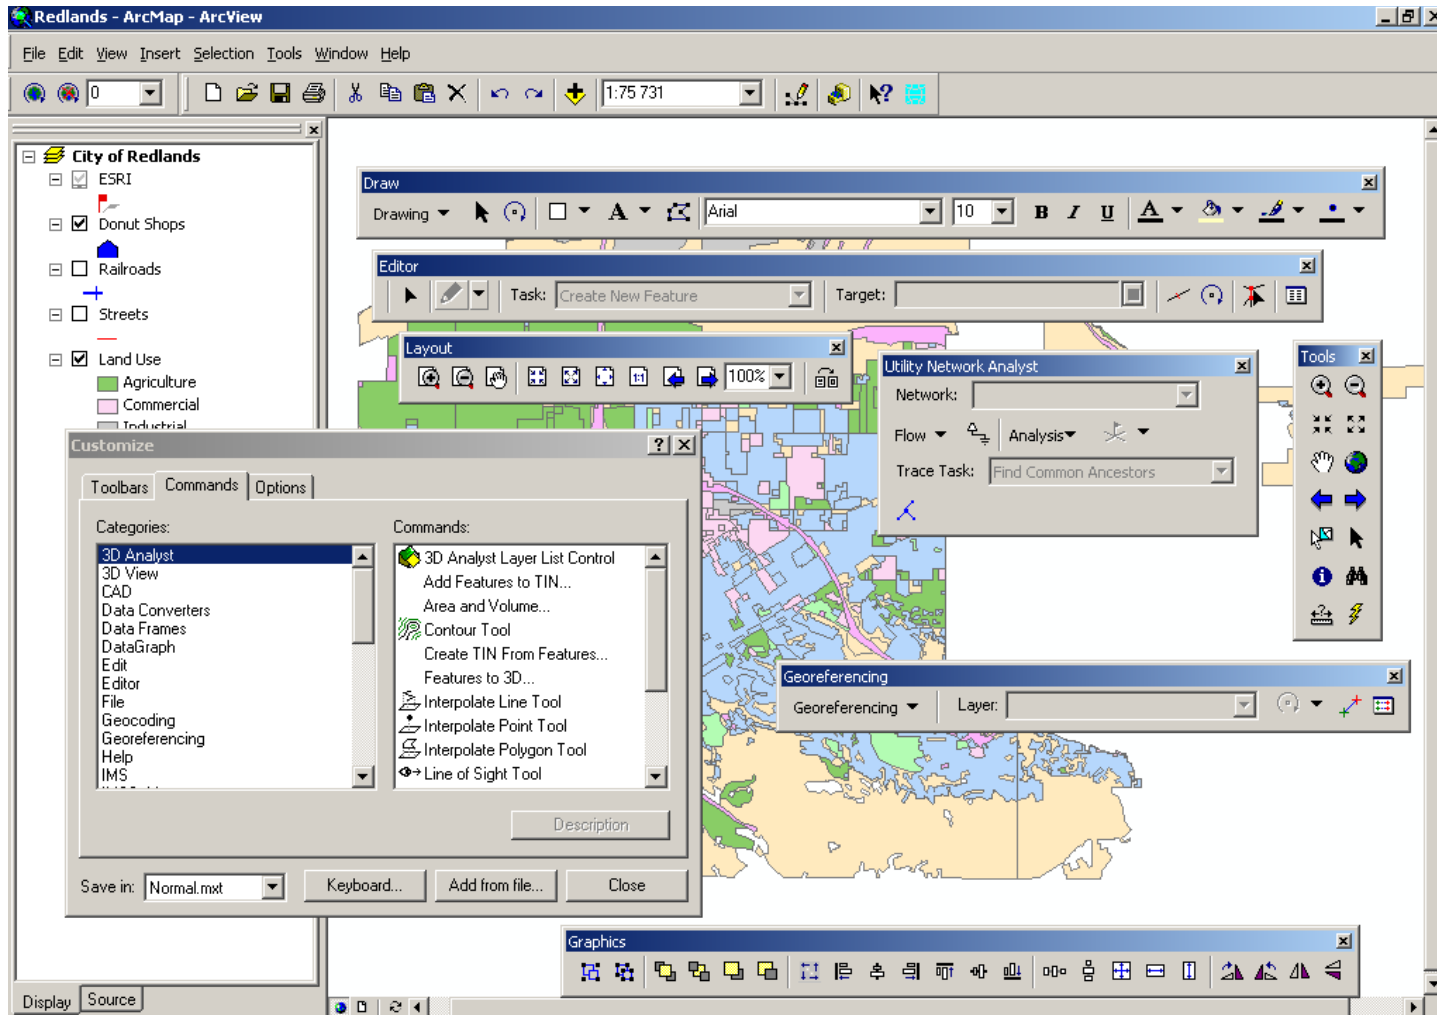 Redlands - ArcMap - ArcView
File Edit View Insert Selection Tools Window Help
0
1:75 731
City of Redlands
ESRI
Donut Shops
Railroads
Streets
Land Use
Agriculture
Commercial
Industrial
Display Source
Draw
Drawing A Arial 10 B I U A
Editor
Task: Create New Feature Target:
Layout
1:1 100%
Utility Network Analyst
Network:
Flow Analysis
Trace Task: Find Common Ancestors
Tools
Customize
Toolbars Commands Options
Categories:
3D Analyst
3D View
CAD
Data Converters
Data Frames
DataGraph
Edit
Editor
File
Geocoding
Georeferencing
Help
IMS
Commands:
3D Analyst Layer List Control
Add Features to TIN...
Area and Volume...
Contour Tool
Create TIN From Features...
Features to 3D...
Interpolate Line Tool
Interpolate Point Tool
Interpolate Polygon Tool
Line of Sight Tool
Description
Save in: Normal.mxt Keyboard... Add from file... Close
Georeferencing
Georeferencing Layer:
Graphics